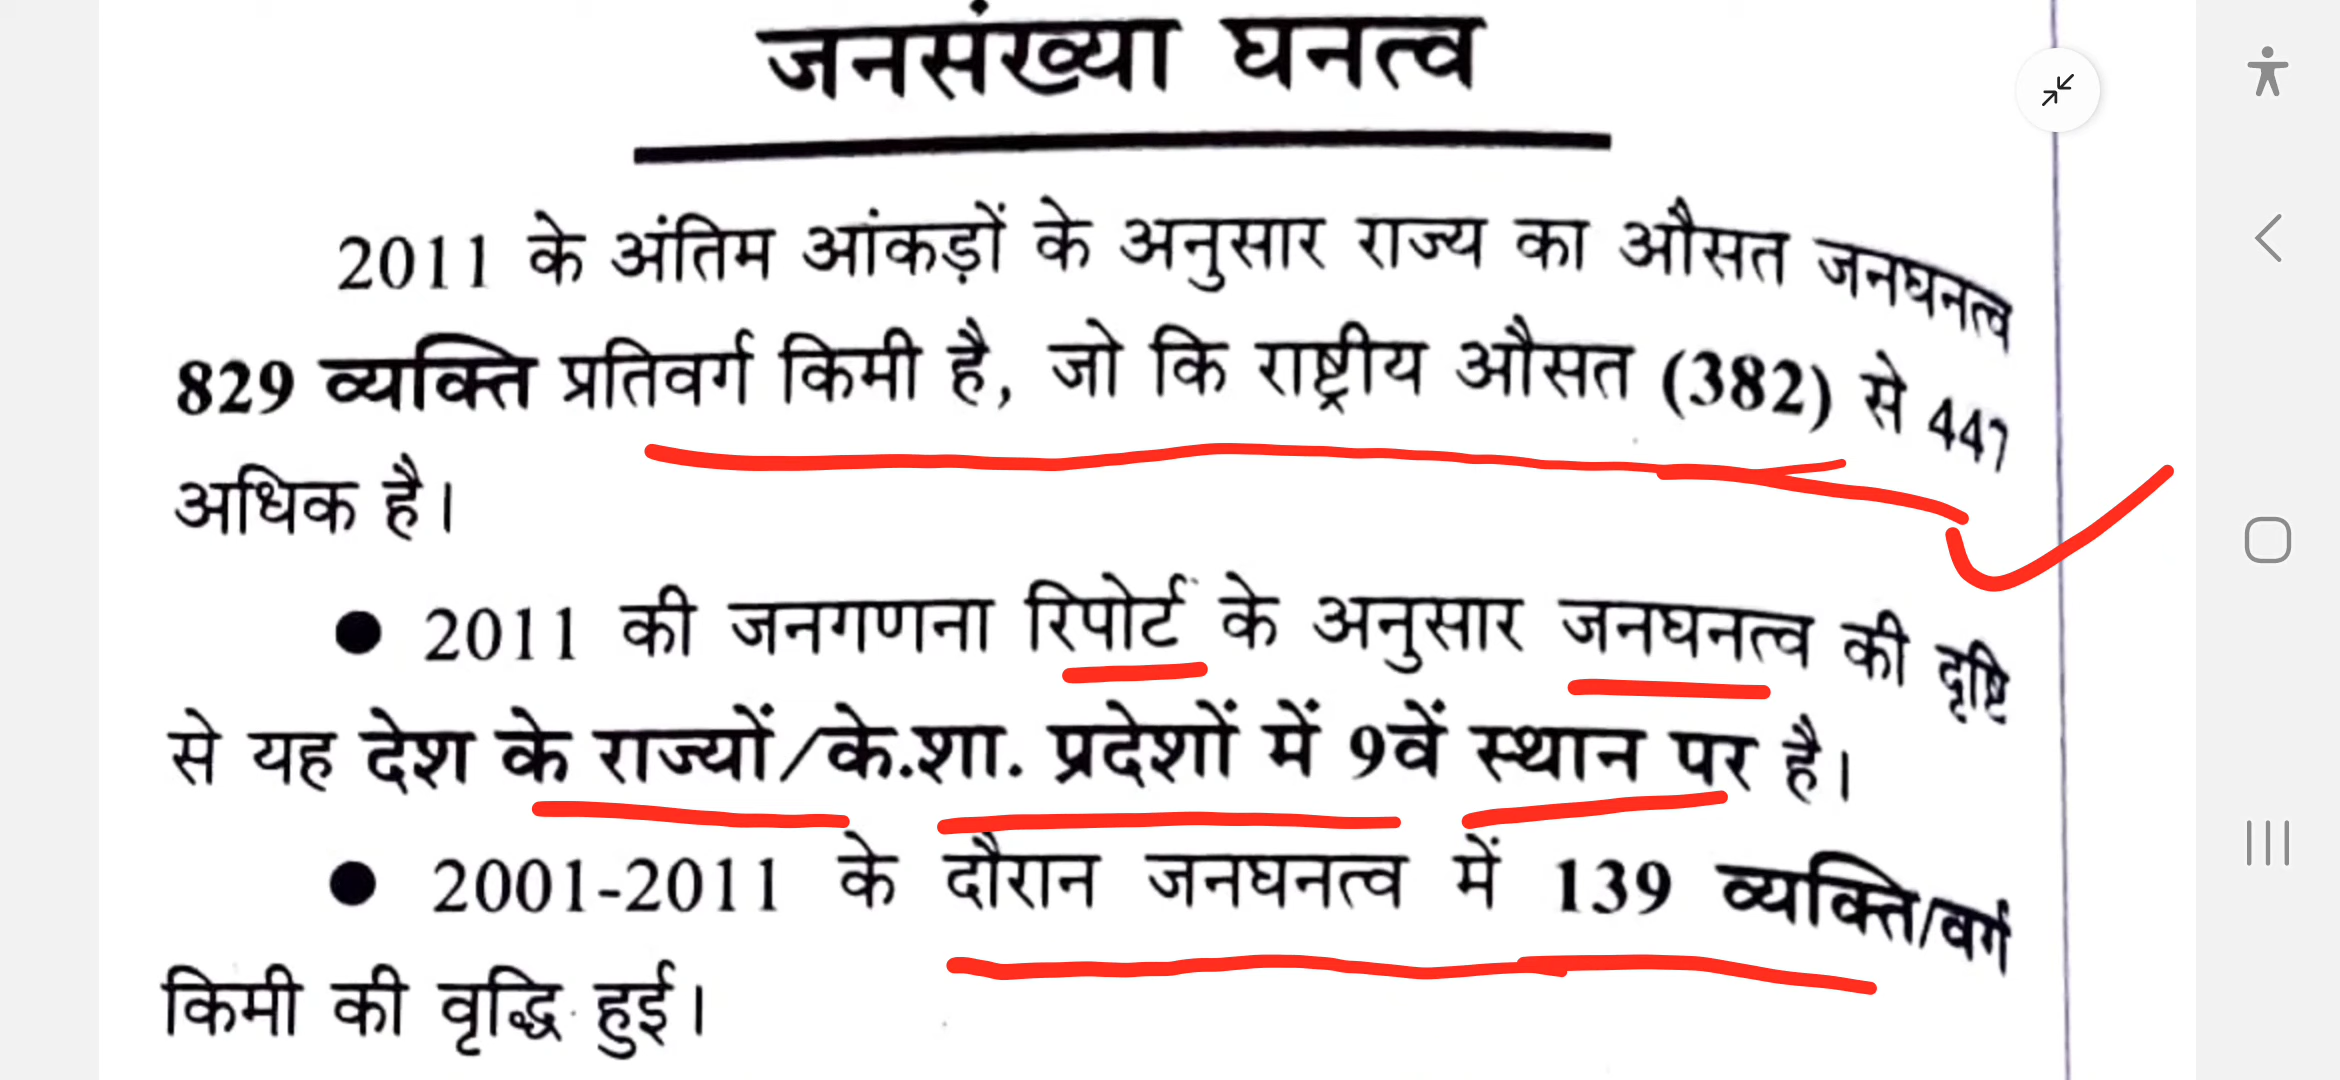 जनसंख्या घनत्व
2011 के अंतिम आंकड़ों के अनुसार राज्य का औसत जनघनत्व
829 व्यक्ति प्रतिवर्ग किमी है, जो कि राष्ट्रीय औसत (382) से 447
अधिक है।
● 2011 की जनगणना रिपोर्ट के अनुसार जनघनत्व की दृष्टि
से यह देश के राज्यों/के.शा. प्रदेशों में 9वें स्थान पर है।
● 2001-2011 के दौरान जनघनत्व में 139 व्यक्ति/वर्ग
किमी की वृद्धि हुई।